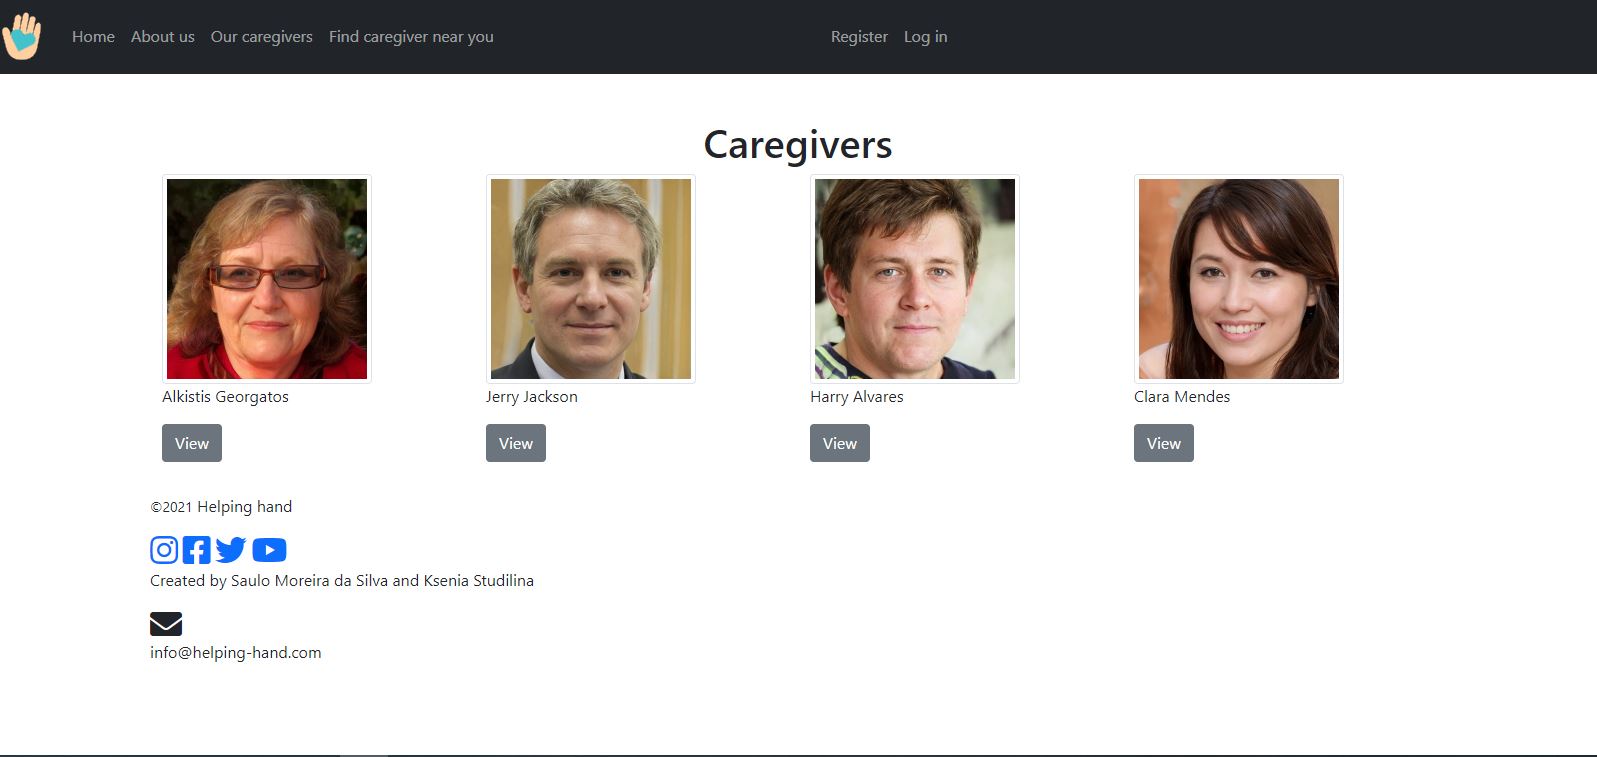 Home About us Our caregivers Find caregiver near you Register Log in
Caregivers
Alkistis Georgatos Jerry Jackson Harry Alvares Clara Mendes
View View View View
©2021 Helping hand
Created by Saulo Moreira da Silva and Ksenia Studilina
info@helping-hand.com